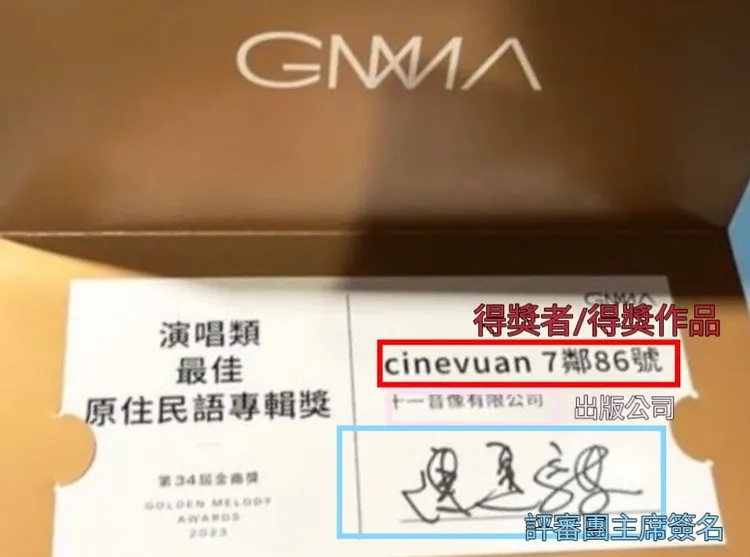 GMMA
演唱類
最佳
原住民語專輯獎
第34屆金曲獎
GOLDEN MELODY
AWARDS
2023
GMMA
得獎者/得獎作品
cinevuan 7鄰86號
十一音像有限公司
出版公司
評審團主席簽名